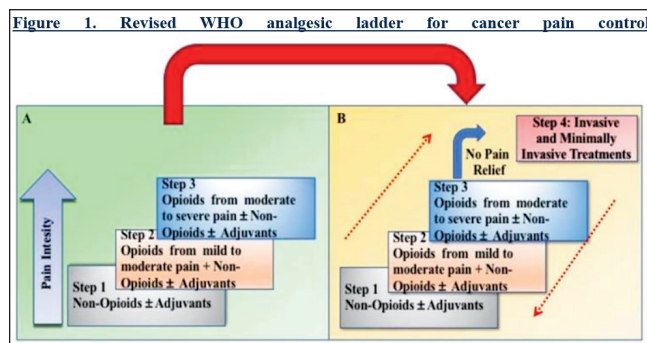 Figure 1. Revised WHO analgesic ladder for cancer pain control
A
Pain Intesity
Step 3
Opioids from moderate
to severe pain ± Non-
Opioids ± Adjuvants
Step 2
Opioids from mild to
moderate pain + Non-
Opioids ± Adjuvants
Step 1
Non-Opioids ± Adjuvants
B
Step 4: Invasive
and Minimally
Invasive Treatments
No Pain
Relief
Step 3
Opioids from moderate
to severe pain ± Non-
Opioids ± Adjuvants
Step 2
Opioids from mild to
moderate pain + Non-
Opioids ± Adjuvants
Step 1
Non-Opioids ± Adjuvants